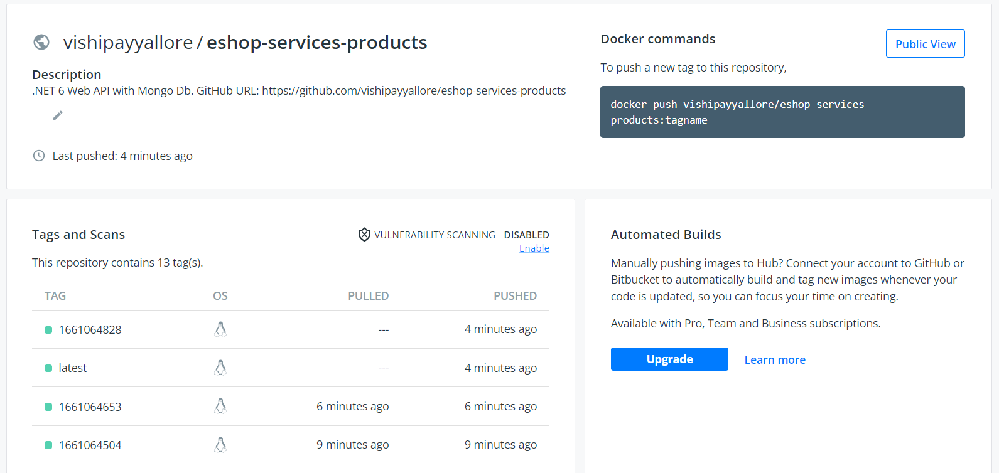 vishipayyallore / eshop-services-products
Description
.NET 6 Web API with Mongo Db. GitHub URL: https://github.com/vishipayyallore/eshop-services-products
Last pushed: 4 minutes ago
Docker commands
Public View
To push a new tag to this repository,
docker push vishipayyallore/eshop-services-
products:tagname
Tags and Scans
VULNERABILITY SCANNING - DISABLED
Enable
This repository contains 13 tag(s).
TAG OS PULLED PUSHED
1661064828 --- 4 minutes ago
latest --- 4 minutes ago
1661064653 6 minutes ago 6 minutes ago
1661064504 9 minutes ago 9 minutes ago
Automated Builds
Manually pushing images to Hub? Connect your account to GitHub or
Bitbucket to automatically build and tag new images whenever your
code is updated, so you can focus your time on creating.
Available with Pro, Team and Business subscriptions.
Upgrade Learn more